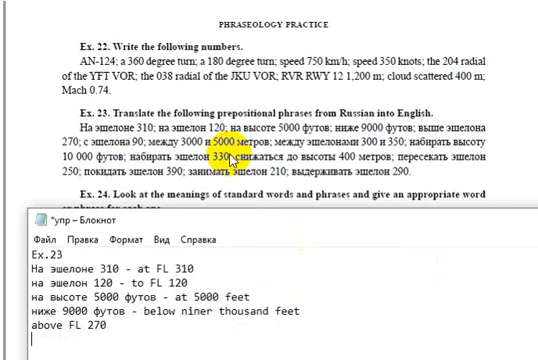 PHRASEOLOGY PRACTICE
Ex. 22. Write the following numbers.
AN-124; a 360 degree turn; a 180 degree turn; speed 750 km/h; speed 350 knots; the 204 radial
of the YFT VOR; the 038 radial of the JKU VOR; RVR RWY 12 1,200 m; cloud scattered 400 m;
Mach 0.74.
Ex. 23. Translate the following prepositional phrases from Russian into English.
На эшелоне 310; на эшелон 120; на высоте 5000 футов; ниже 9000 футов; выше эшелона
270; с эшелона 90; между 3000 и 5000 метров; между эшелонами 300 и 350; набирать высоту
10 000 футов; набирать эшелон 330; снижаться до высоты 400 метров; пересекать эшелон
250; покидать эшелон 390; занимать эшелон 210; выдерживать эшелон 290.
Ex. 24. Look at the meanings of standard words and phrases and give an appropriate word
*упр – Блокнот
Файл Правка Формат Вид Справка
Ex.23
На эшелоне 310 - at FL 310
на эшелон 120 - to FL 120
на высоте 5000 футов - at 5000 feet
ниже 9000 футов - below niner thousand feet
above FL 270